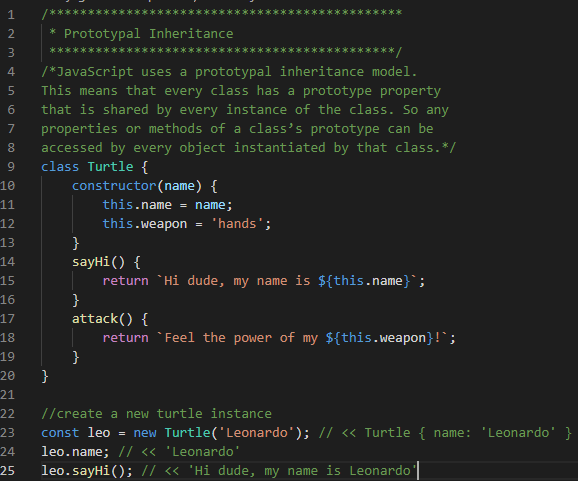 1 /**********************************************
2  * Prototypal Inheritance
3  *********************************************/
4 /*JavaScript uses a prototypal inheritance model.
5 This means that every class has a prototype property
6 that is shared by every instance of the class. So any
7 properties or methods of a class’s prototype can be
8 accessed by every object instantiated by that class.*/
9 class Turtle {
10     constructor(name) {
11         this.name = name;
12         this.weapon = 'hands';
13     }
14     sayHi() {
15         return `Hi dude, my name is ${this.name}`;
16     }
17     attack() {
18         return `Feel the power of my ${this.weapon}!`;
19     }
20 }
21
22 //create a new turtle instance
23 const leo = new Turtle('Leonardo'); // << Turtle { name: 'Leonardo' }
24 leo.name; // << 'Leonardo'
25 leo.sayHi(); // << 'Hi dude, my name is Leonardo'